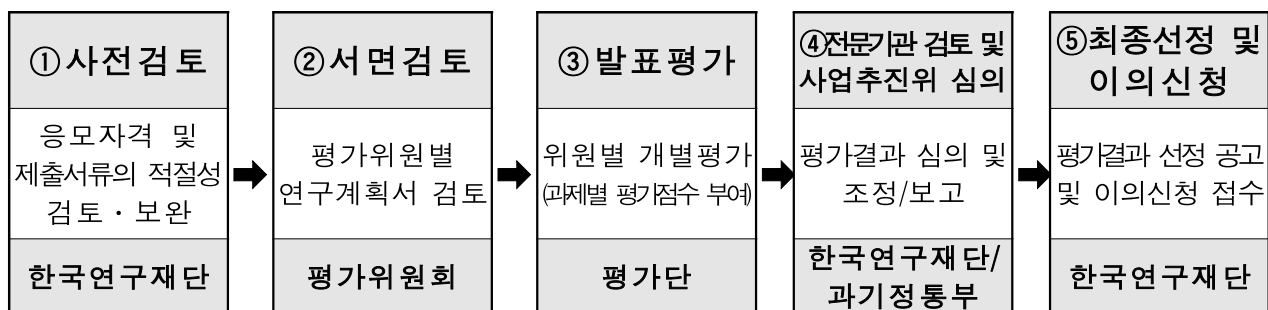 ①사전검토
응모자격 및
제출서류의 적절성
검토·보완
한국연구재단
②서면검토
평가위원별
연구계획서 검토
평가위원회
③발표평가
위원별 개별평가
(과제별 평가점수 부여)
평가단
④전문기관 검토 및
사업추진위 심의
평가결과 심의 및
조정/보고
한국연구재단/
과기정통부
⑤최종선정 및
이의신청
평가결과 선정 공고
및 이의신청 접수
한국연구재단